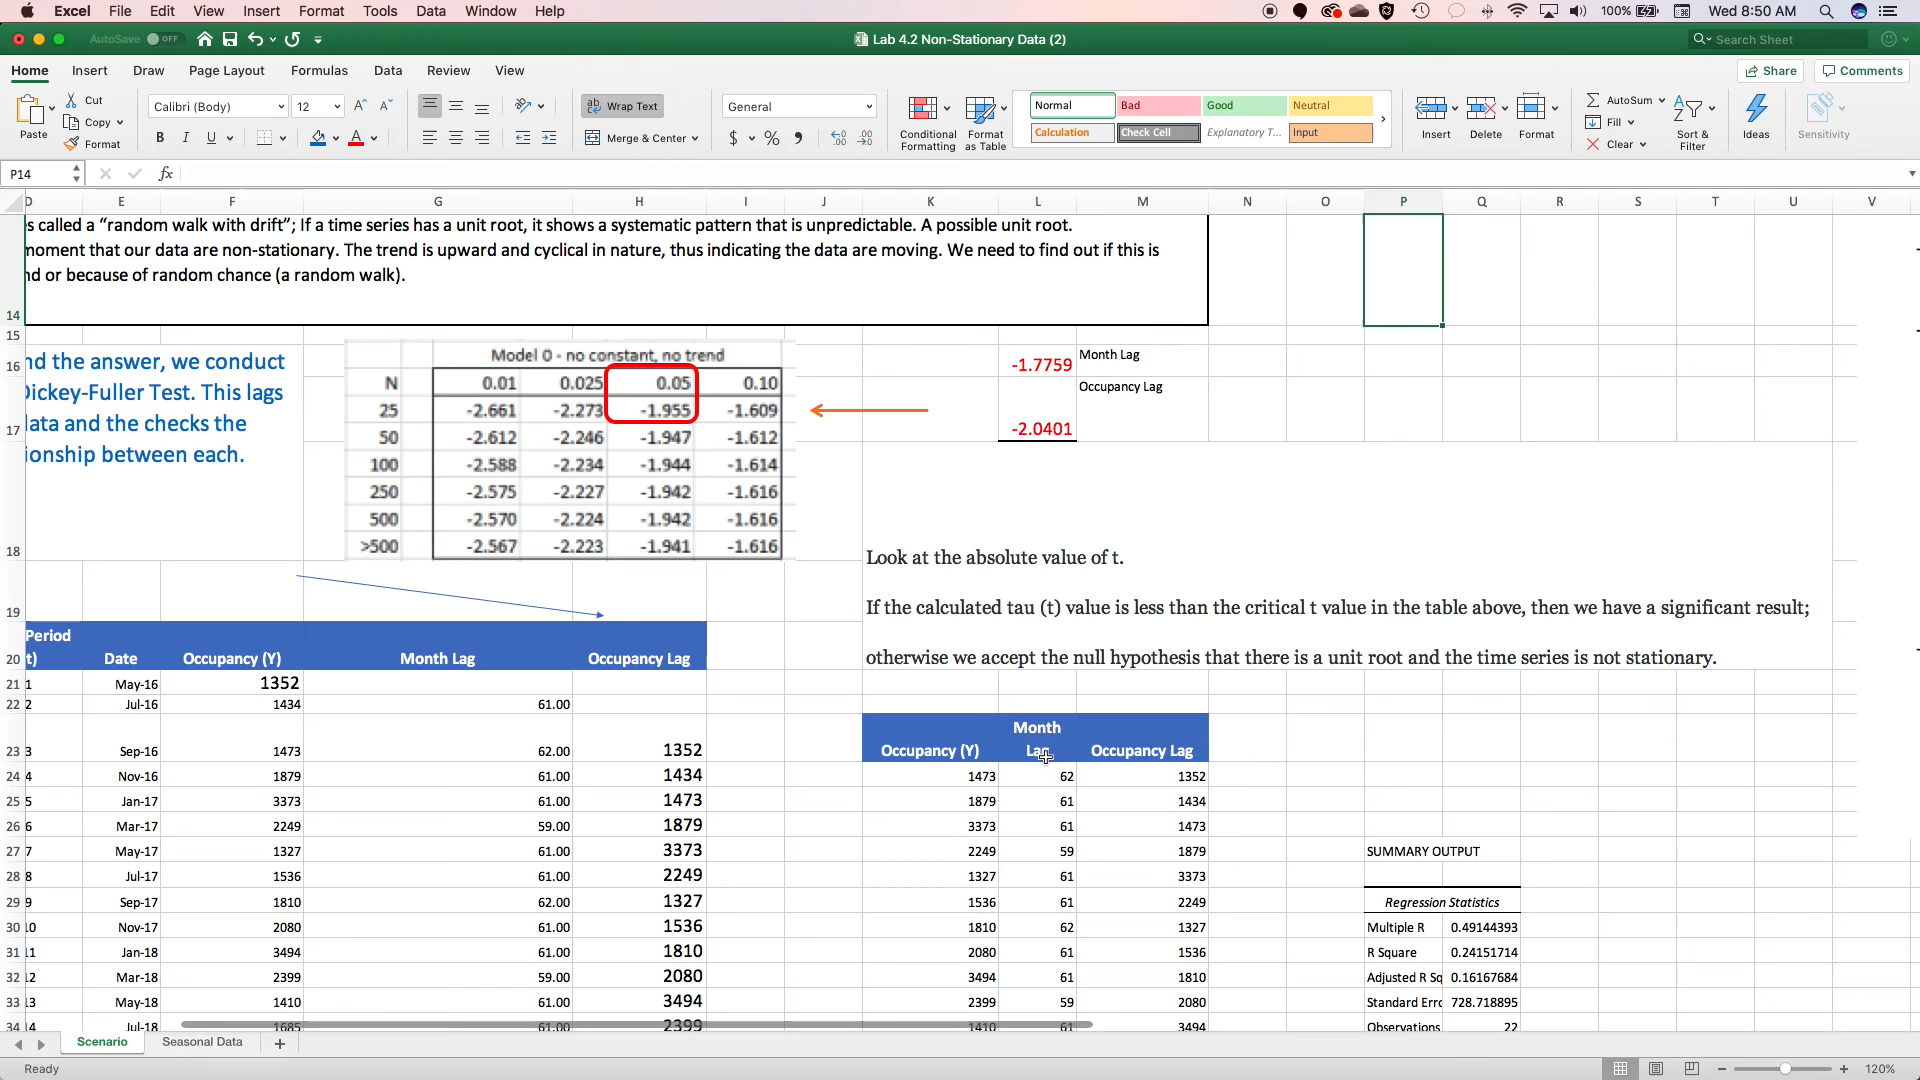 Excel File Edit View Insert Format Tools Data Window Help 100% Wed 8:50 AM
AutoSave OFF Lab 4.2 Non-Stationary Data (2) Search Sheet
Home Insert Draw Page Layout Formulas Data Review View Share Comments
Paste Cut Copy Format
Calibri (Body) 12
B I U
Wrap Text
Merge & Center
General
$ %
Conditional Formatting Format as Table
Normal Bad Good Neutral
Calculation Check Cell Explanatory T... Input
Insert Delete Format
AutoSum Fill Clear
Sort & Filter Ideas Sensitivity
P14 fx
D E F G H I J K L M N O P Q R S T U V
s called a “random walk with drift”; If a time series has a unit root, it shows a systematic pattern that is unpredictable. A possible unit root.
moment that our data are non-stationary. The trend is upward and cyclical in nature, thus indicating the data are moving. We need to find out if this is
nd or because of random chance (a random walk).
14
15
16
17
18
19
nd the answer, we conduct
Dickey-Fuller Test. This lags
data and the checks the
ionship between each.
Model 0 - no constant, no trend
N 0.01 0.025 0.05 0.10
25 -2.661 -2.273 -1.955 -1.609
50 -2.612 -2.246 -1.947 -1.612
100 -2.588 -2.234 -1.944 -1.614
250 -2.575 -2.227 -1.942 -1.616
500 -2.570 -2.224 -1.942 -1.616
>500 -2.567 -2.223 -1.941 -1.616
-1.7759 Month Lag
-2.0401 Occupancy Lag
Look at the absolute value of t.
If the calculated tau (t) value is less than the critical t value in the table above, then we have a significant result;
otherwise we accept the null hypothesis that there is a unit root and the time series is not stationary.
Period
20 t) Date Occupancy (Y) Month Lag Occupancy Lag
21 1 May-16 1352
22 2 Jul-16 1434 61.00
23 3 Sep-16 1473 62.00 1352
24 4 Nov-16 1879 61.00 1434
25 5 Jan-17 3373 61.00 1473
26 6 Mar-17 2249 59.00 1879
27 7 May-17 1327 61.00 3373
28 8 Jul-17 1536 61.00 2249
29 9 Sep-17 1810 62.00 1327
30 10 Nov-17 2080 61.00 1536
31 11 Jan-18 3494 61.00 1810
32 12 Mar-18 2399 59.00 2080
33 13 May-18 1410 61.00 3494
34 14 Jul-18 1685 61.00 2399
Month
Occupancy (Y) Lag Occupancy Lag
1473 62 1352
1879 61 1434
3373 61 1473
2249 59 1879
1327 61 3373
1536 61 2249
1810 62 1327
2080 61 1536
3494 61 1810
2399 59 2080
1410 61 3494
SUMMARY OUTPUT
Regression Statistics
Multiple R 0.49144393
R Square 0.24151714
Adjusted R Sq 0.16167684
Standard Erro 728.718895
Observations 22
Scenario Seasonal Data
Ready 120%